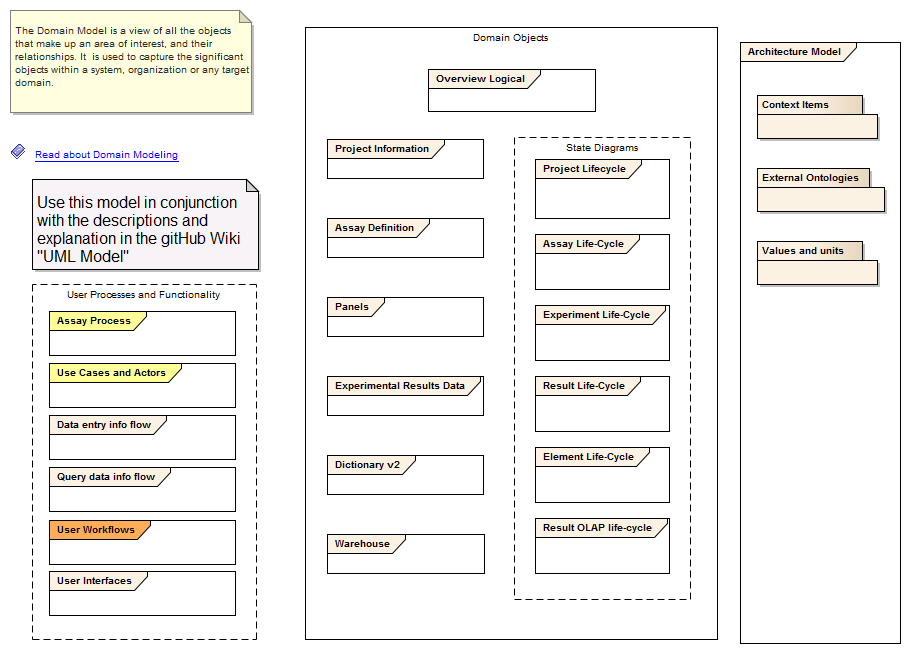 The Domain Model is a view of all the objects
that make up an area of interest, and their
relationships. It  is used to capture the significant
objects within a system, organization or any target
domain.
Read about Domain Modeling
Use this model in conjunction
with the descriptions and
explanation in the gitHub Wiki
"UML Model"
User Processes and Functionality
Assay Process
Use Cases and Actors
Data entry info flow
Query data info flow
User Workflows
User Interfaces
Domain Objects
Overview Logical
Project Information
Assay Definition
Panels
Experimental Results Data
Dictionary v2
Warehouse
State Diagrams
Project Lifecycle
Assay Life-Cycle
Experiment Life-Cycle
Result Life-Cycle
Element Life-Cycle
Result OLAP life-cycle
Architecture Model
Context Items
External Ontologies
Values and units